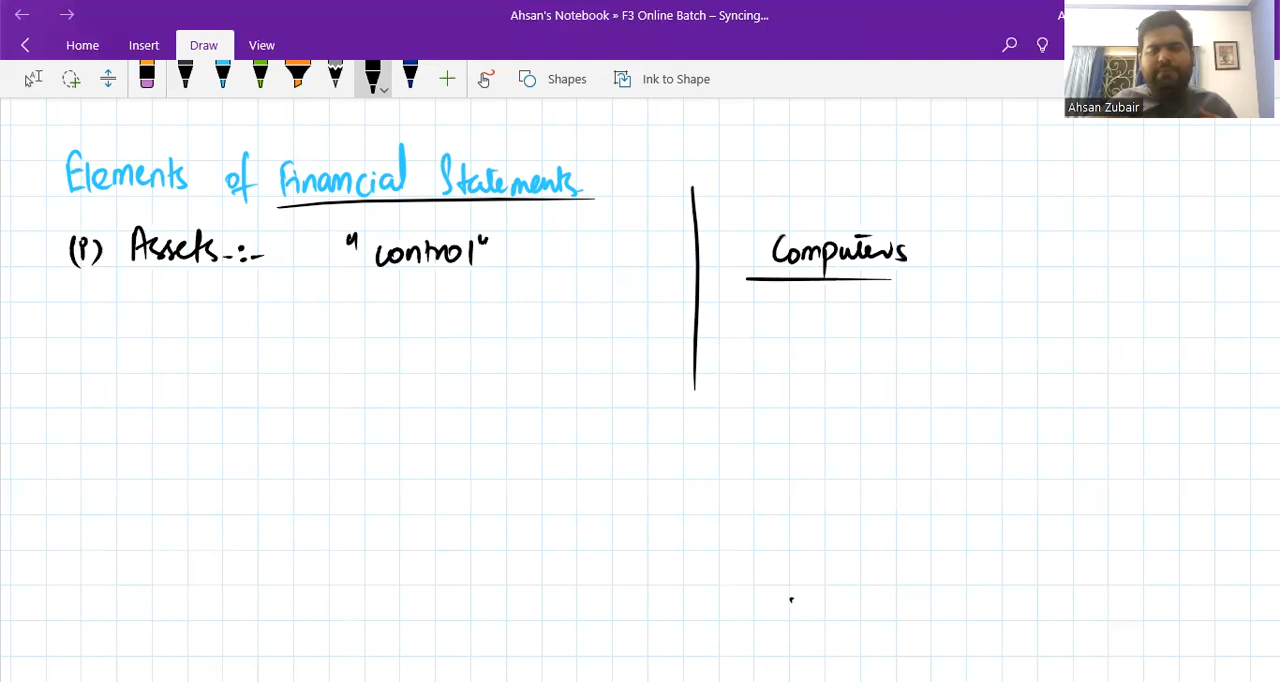 Ahsan's Notebook » F3 Online Batch – Syncing...
Home Insert Draw View
Shapes Ink to Shape
Ahsan Zubair
Elements of Financial Statements
(i) Assets -:- "control"
Computers